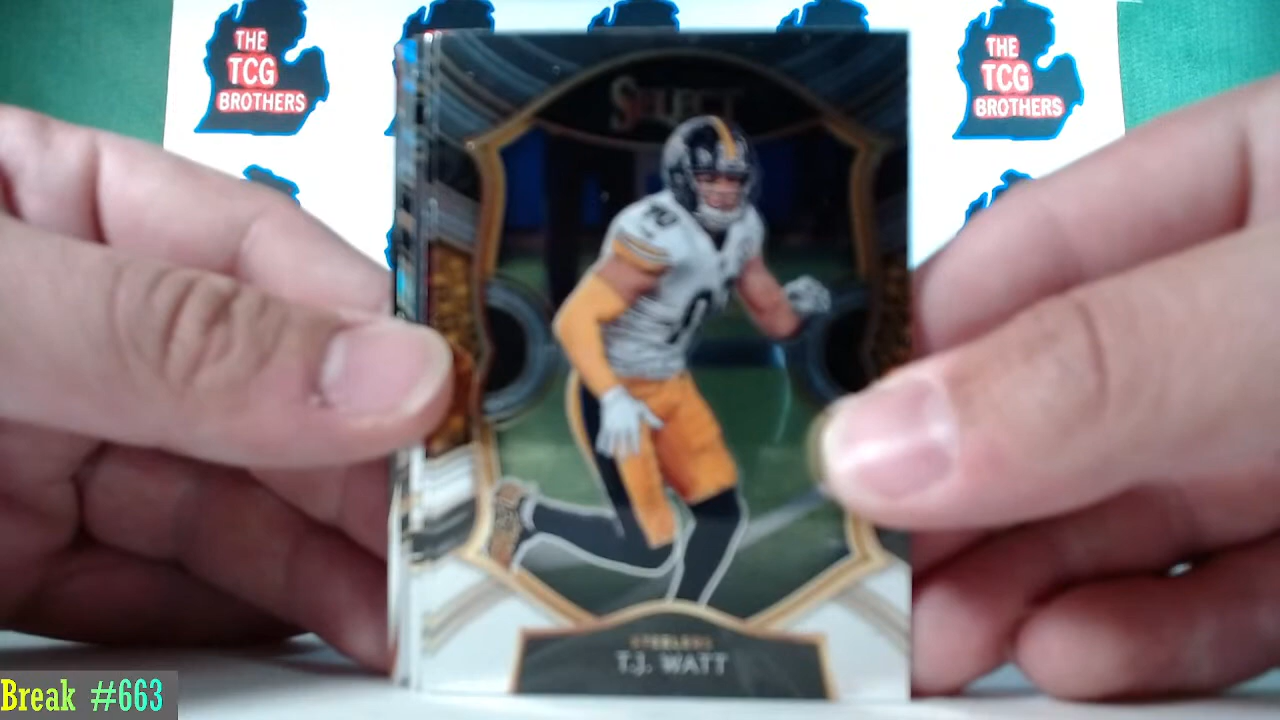 THE
TCG
BROTHERS
THE
TCG
BROTHERS
SELECT
STEELERS
T.J. WATT
Break #663